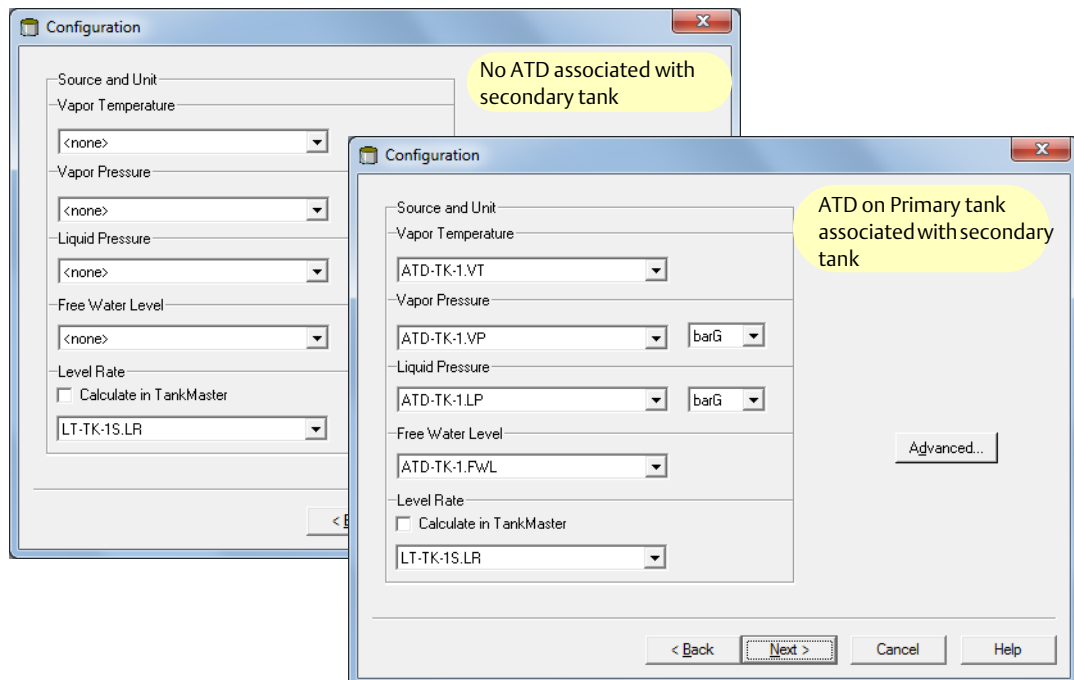 Configuration
No ATD associated with
secondary tank
Source and Unit
Vapor Temperature
<none>
Vapor Pressure
<none>
Liquid Pressure
<none>
Free Water Level
<none>
Level Rate
Calculate in TankMaster
LT-TK-1S.LR
<
Configuration
ATD on Primary tank
associated with secondary
tank
Source and Unit
Vapor Temperature
ATD-TK-1.VT
Vapor Pressure
ATD-TK-1.VP barG
Liquid Pressure
ATD-TK-1.LP barG
Free Water Level
ATD-TK-1.FWL
Advanced...
Level Rate
Calculate in TankMaster
LT-TK-1S.LR
< Back Next > Cancel Help